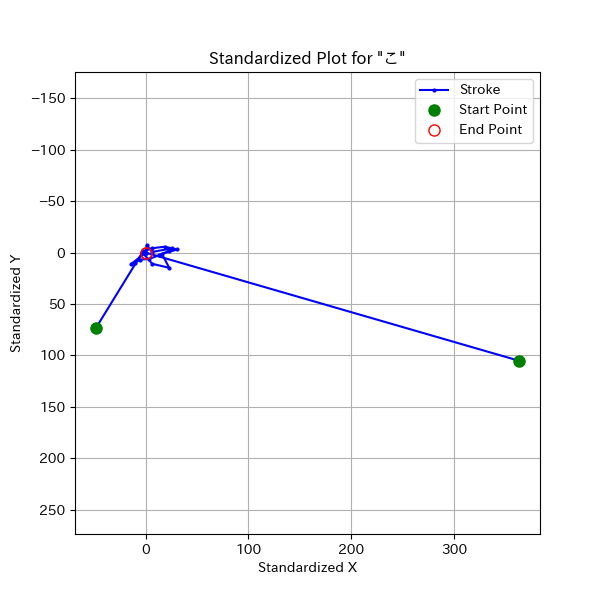 Standardized Plot for "こ"
Stroke
Start Point
End Point
−150
−100
−50
0
50
100
150
200
250
Standardized Y
0 100 200 300
Standardized X